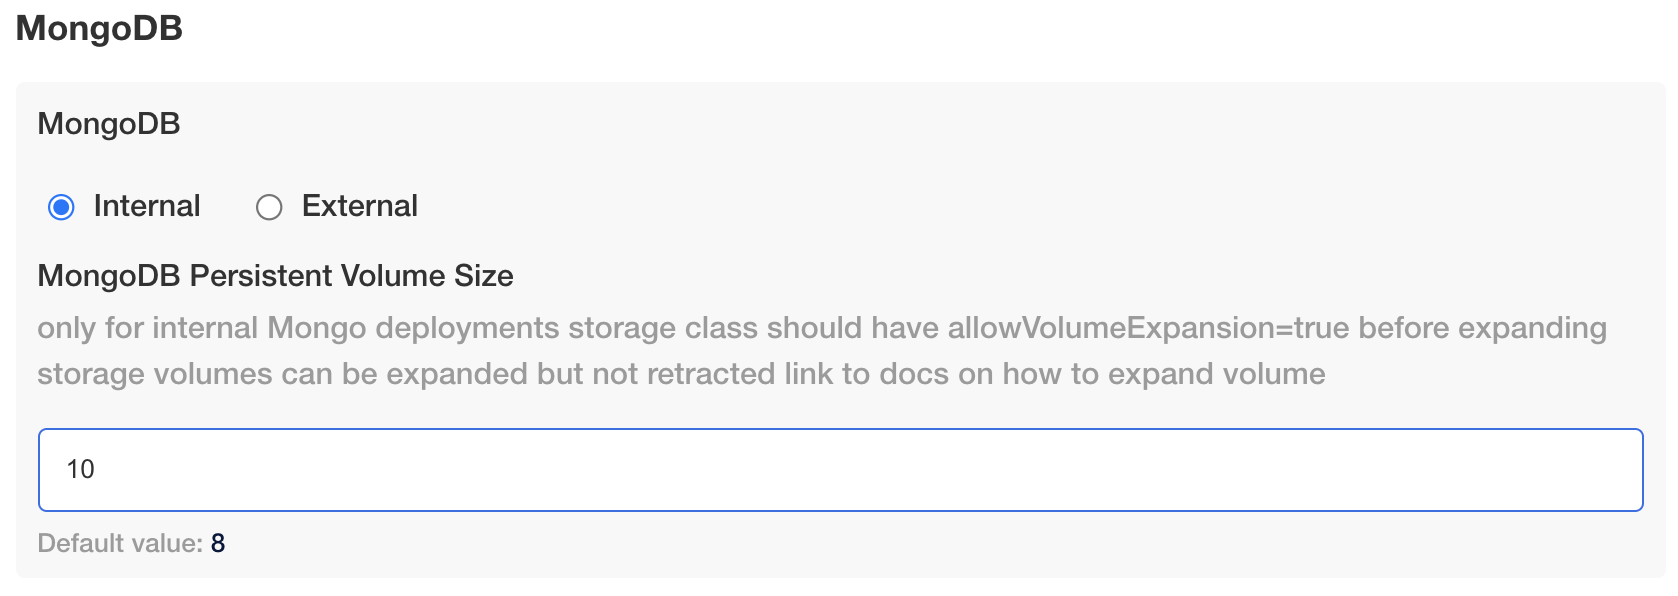 MongoDB
MongoDB
Internal External
MongoDB Persistent Volume Size
only for internal Mongo deployments storage class should have allowVolumeExpansion=true before expanding
storage volumes can be expanded but not retracted link to docs on how to expand volume
10
Default value: 8